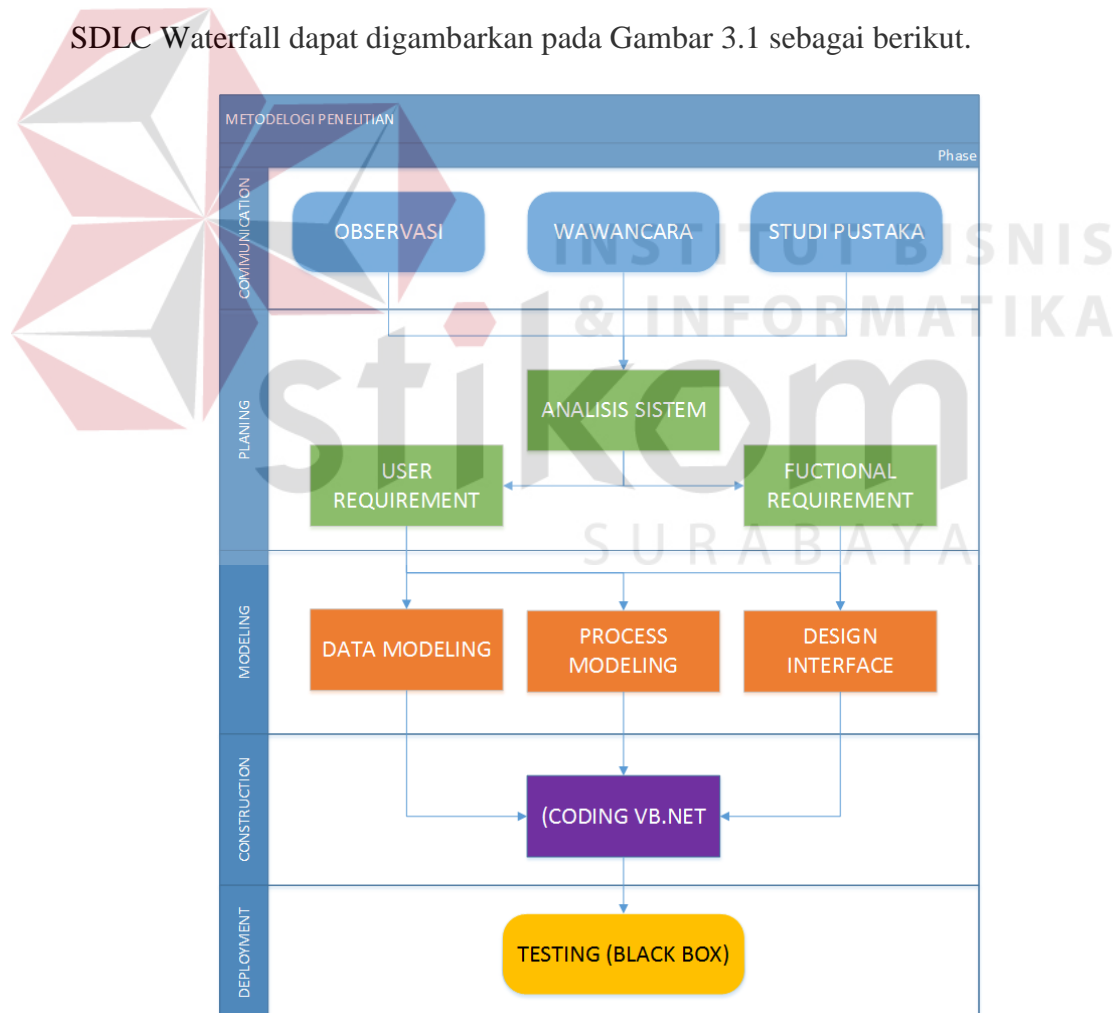 SDLC Waterfall dapat digambarkan pada Gambar 3.1 sebagai berikut.
METODELOGI PENELITIAN
Phase
COMMUNICATION
OBSERVASI
WAWANCARA
STUDI PUSTAKA
INSTITUT BISNIS
& INFORMATIKA
stikom
SURABAYA
PLANING
ANALISIS SISTEM
USER
REQUIREMENT
FUCTIONAL
REQUIREMENT
MODELING
DATA MODELING
PROCESS
MODELING
DESIGN
INTERFACE
CONSTRUCTION
(CODING VB.NET
DEPLOYMENT
TESTING (BLACK BOX)